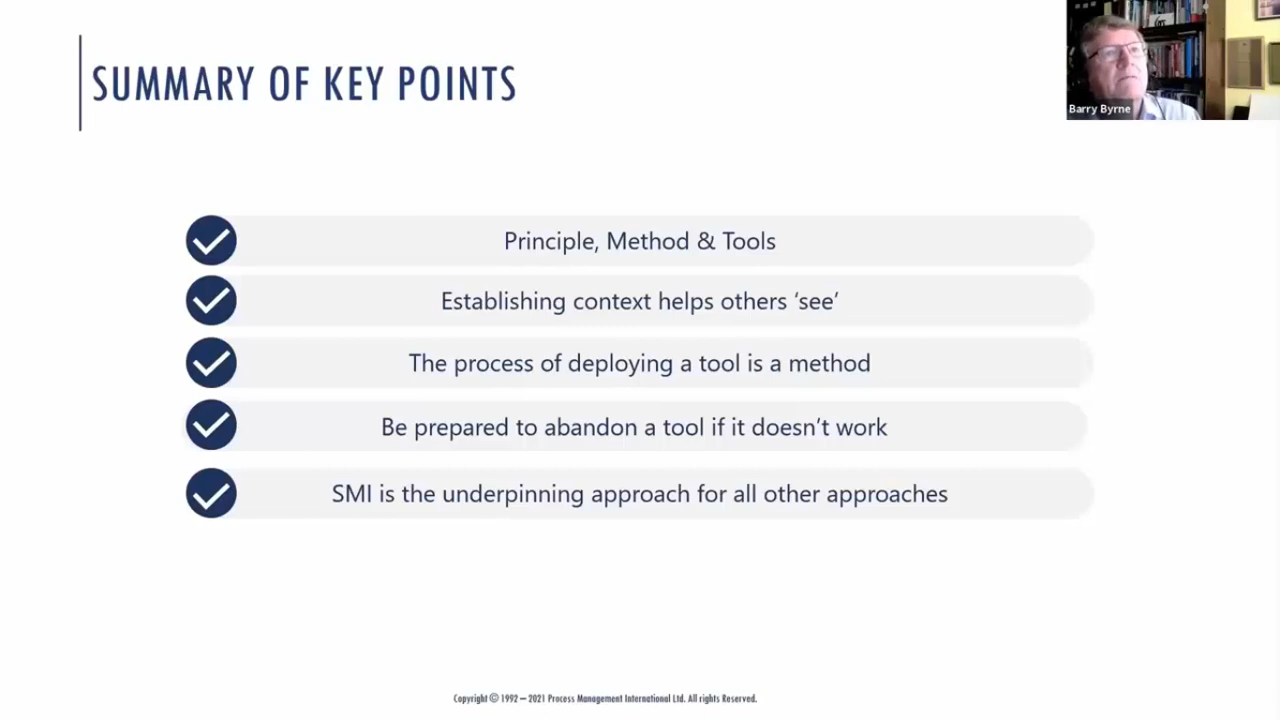 SUMMARY OF KEY POINTS
Barry Byrne
Principle, Method & Tools
Establishing context helps others ‘see’
The process of deploying a tool is a method
Be prepared to abandon a tool if it doesn’t work
SMI is the underpinning approach for all other approaches
Copyright © 1992 – 2021 Process Management International Ltd. All rights Reserved.